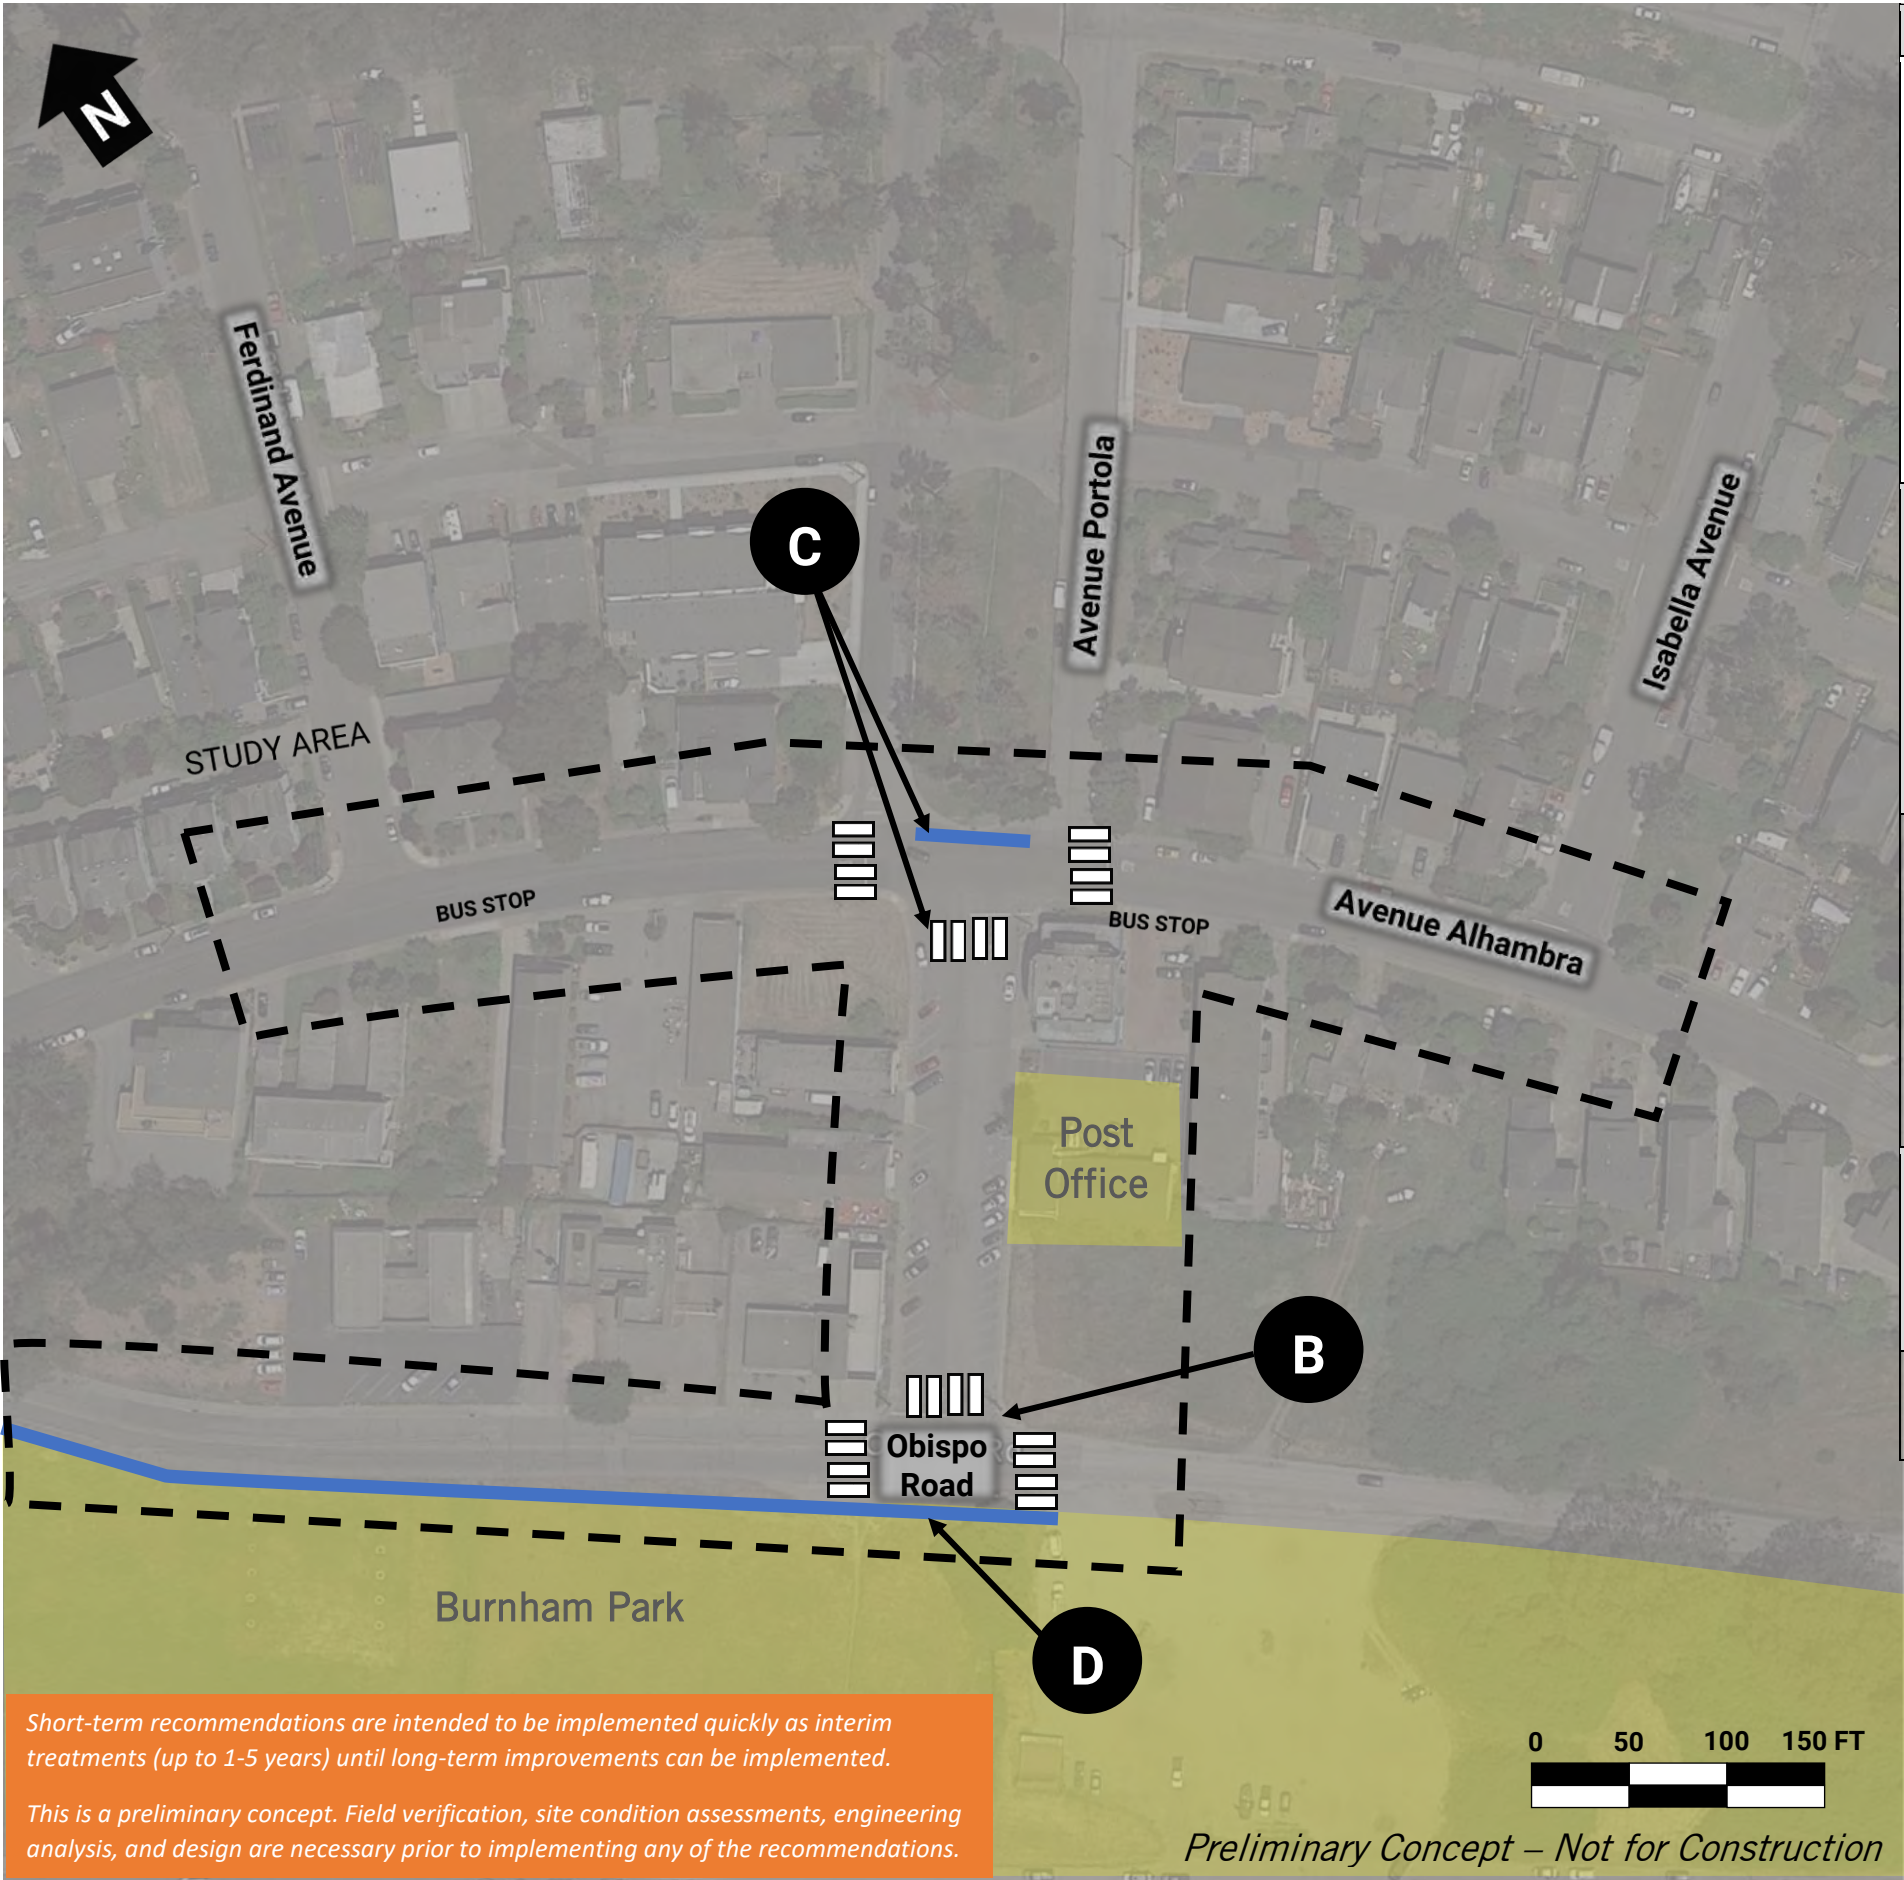 N
Ferdinand Avenue
Avenue Portola
Isabella Avenue
C
STUDY AREA
BUS STOP
BUS STOP
Avenue Alhambra
Post
Office
B
Obispo
Road
D
Burnham Park
Short-term recommendations are intended to be implemented quickly as interim
treatments (up to 1-5 years) until long-term improvements can be implemented.
This is a preliminary concept. Field verification, site condition assessments, engineering
analysis, and design are necessary prior to implementing any of the recommendations.
0 50 100 150 FT
Preliminary Concept – Not for Construction